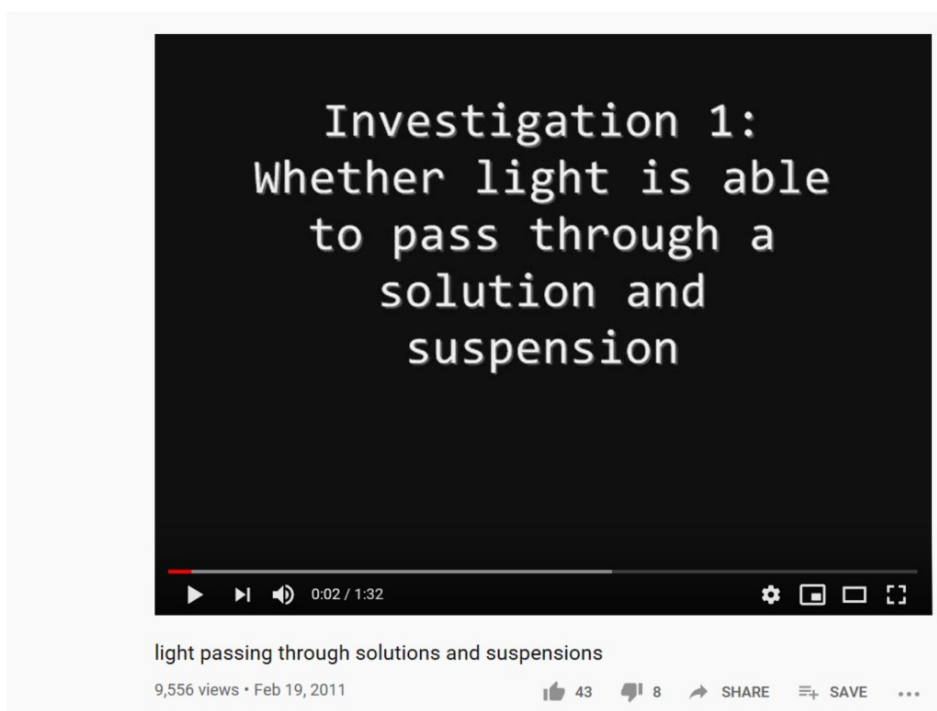 Investigation 1:
Whether light is able
to pass through a
solution and
suspension
0:02 / 1:32
light passing through solutions and suspensions
9,556 views • Feb 19, 2011
43 8 SHARE SAVE